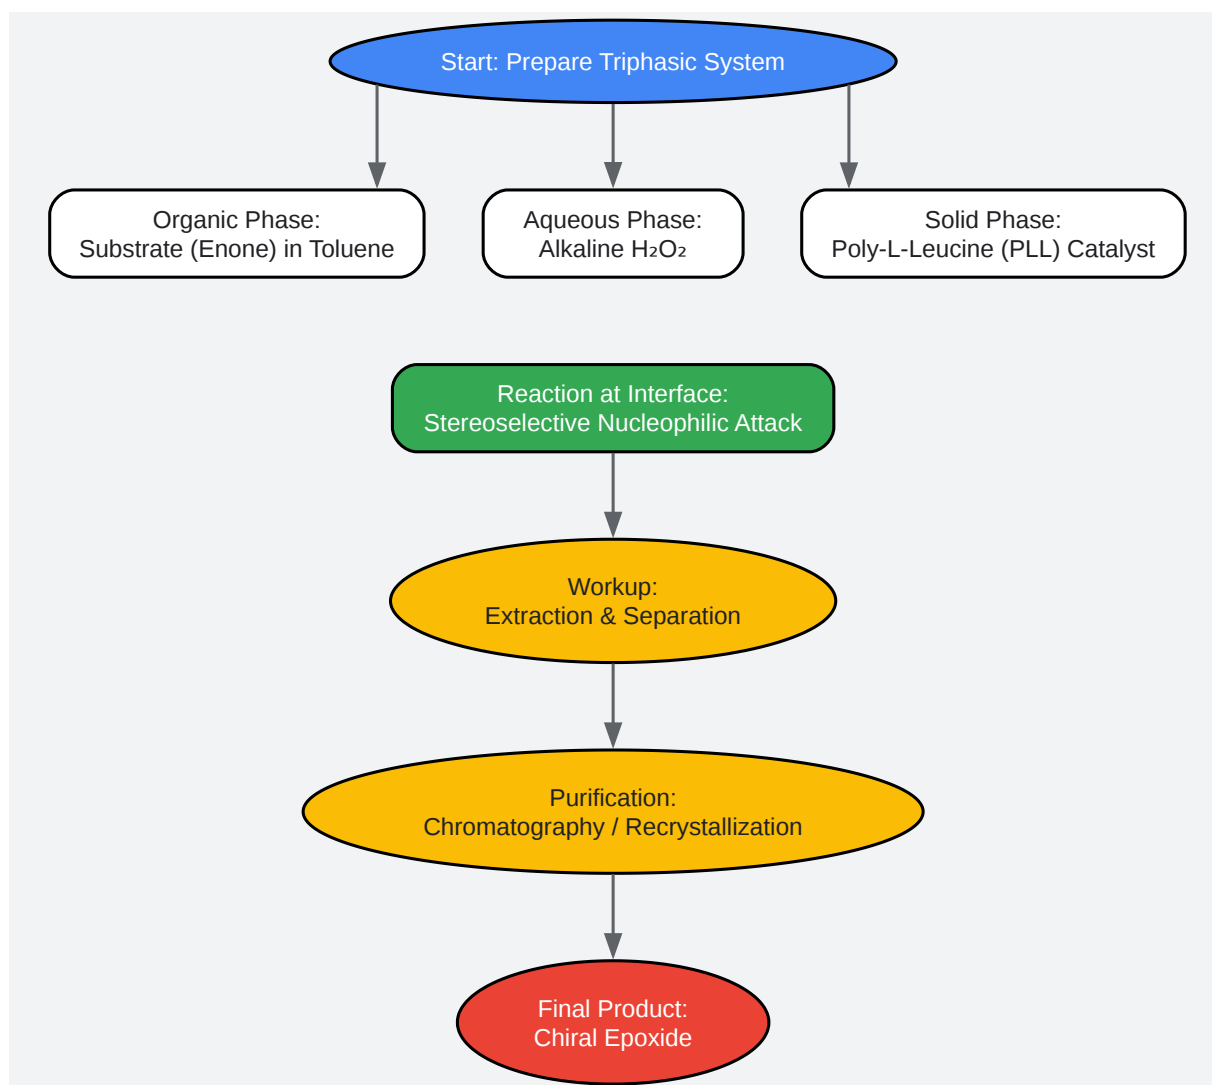 Start: Prepare Triphasic System
Organic Phase:
Substrate (Enone) in Toluene
Aqueous Phase:
Alkaline H₂O₂
Solid Phase:
Poly-L-Leucine (PLL) Catalyst
Reaction at Interface:
Stereoselective Nucleophilic Attack
Workup:
Extraction & Separation
Purification:
Chromatography / Recrystallization
Final Product:
Chiral Epoxide